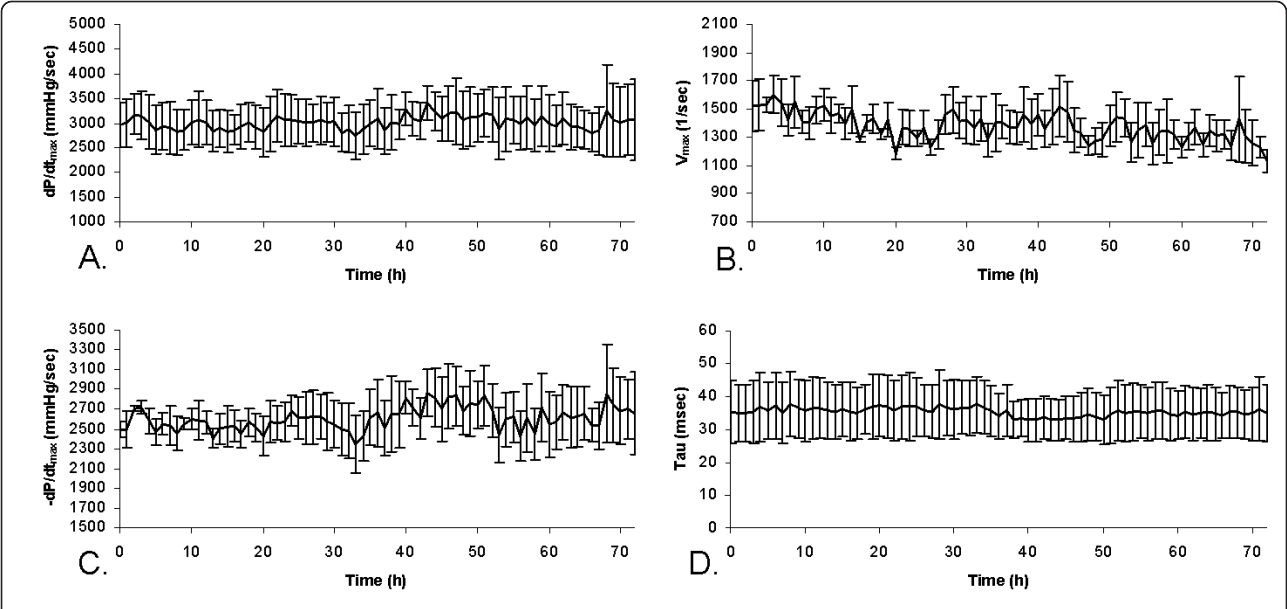 dP/dtmax (mmHg/sec)
5000
4500
4000
3500
3000
2500
2000
1500
1000
0 10 20 30 40 50 60 70
Time (h)
A.
Vmax (1/sec)
2100
1900
1700
1500
1300
1100
900
700
0 10 20 30 40 50 60 70
Time (h)
B.
-dP/dtmax (mmHg/sec)
3500
3300
3100
2900
2700
2500
2300
2100
1900
1700
1500
0 10 20 30 40 50 60 70
Time (h)
C.
Tau (msec)
60
50
40
30
20
10
0
0 10 20 30 40 50 60 70
Time (h)
D.